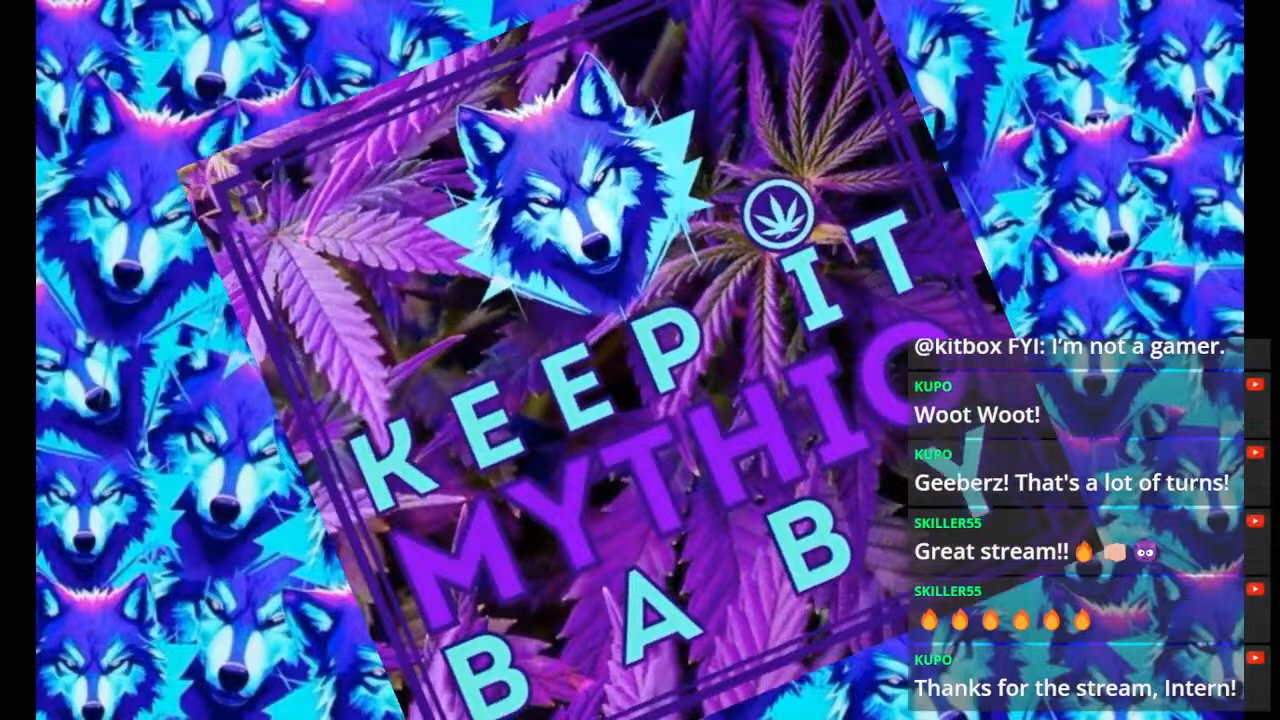 KEEP IT
MYTHIC
BABY
@kitbox FYI: I'm not a gamer.
KUPO
Woot Woot!
KUPO
Geeberz! That's a lot of turns!
SKILLER55
Great stream!! 🔥 👊🏻 😈
SKILLER55
🔥 🔥 🔥 🔥 🔥 🔥
KUPO
Thanks for the stream, Intern!